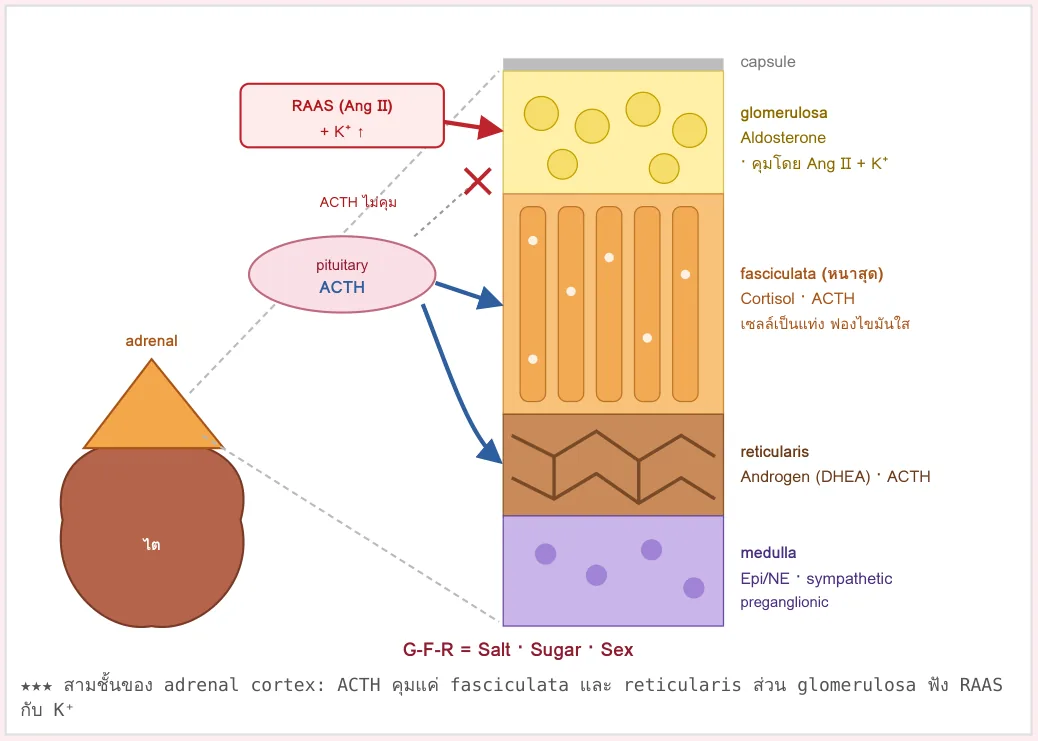 capsule
RAAS (Ang II)
+ K⁺ ↑
glomerulosa
Aldosterone
· คุมโดย Ang II + K⁺
ACTH ไม่คุม
pituitary
ACTH
fasciculata (หนาสุด)
Cortisol · ACTH
เซลล์เป็นแท่ง ฟองไขมันใส
adrenal
reticularis
Androgen (DHEA) · ACTH
ไต
medulla
Epi/NE · sympathetic
preganglionic
G-F-R = Salt · Sugar · Sex
★★★ สามชั้นของ adrenal cortex: ACTH คุมแค่ fasciculata และ reticularis ส่วน glomerulosa ฟัง RAAS
กับ K⁺